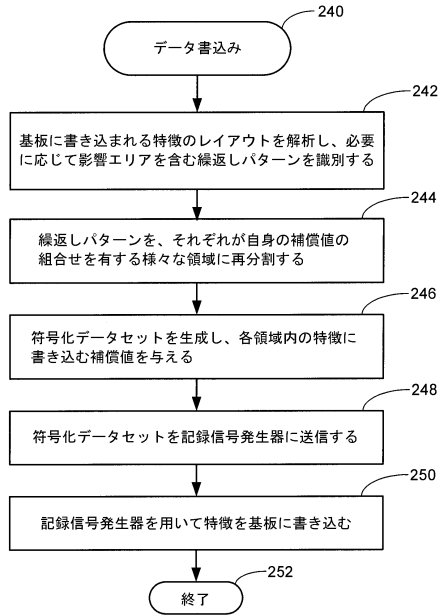 240
データ書込み
242
基板に書き込まれる特徴のレイアウトを解析し、必要
に応じて影響エリアを含む繰返しパターンを識別する
244
繰返しパターンを、それぞれが自身の補償値の
組合せを有する様々な領域に再分割する
246
符号化データセットを生成し、各領域内の特徴に
書き込む補償値を与える
248
符号化データセットを記録信号発生器に送信する
250
記録信号発生器を用いて特徴を基板に書き込む
252
終了